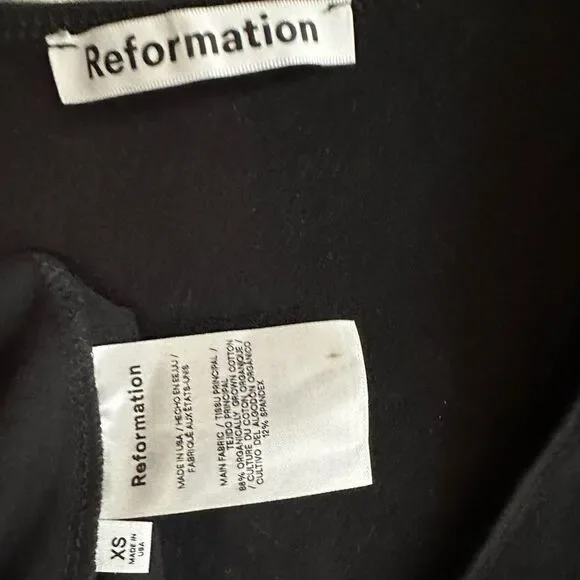 Reformation
Reformation
MADE IN USA / HECHO EN EE.UU /
FABRIQUÉ AUX ÉTATS-UNIS
MAIN FABRIC / TISSU PRINCIPAL /
TEJIDO PRINCIPAL
88% ORGANICALLY GROWN COTTON
/ CULTURE DU COTON ORGANIQUE /
CULTIVO DEL ALGODÓN ORGÁNICO
12% SPANDEX
XS
MADE IN
USA